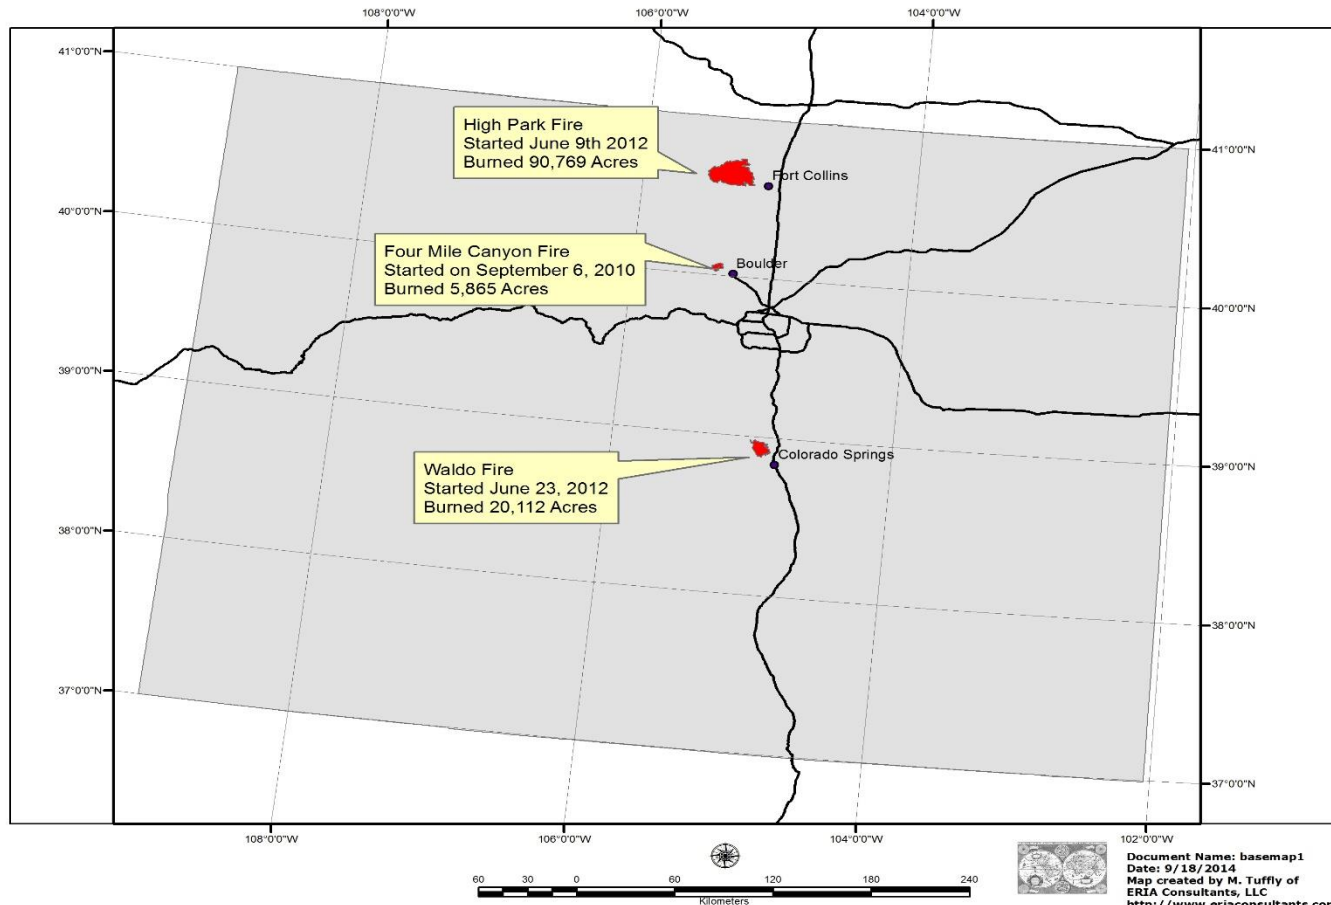 108°0'0"W 106°0'0"W 104°0'0"W
41°0'0"N
High Park Fire
Started June 9th 2012
Burned 90,769 Acres
41°0'0"N
Fort Collins
40°0'0"N
Four Mile Canyon Fire
Started on September 6, 2010
Burned 5,865 Acres
Boulder
40°0'0"N
39°0'0"N
Waldo Fire
Started June 23, 2012
Burned 20,112 Acres
Colorado Springs
39°0'0"N
38°0'0"N
38°0'0"N
37°0'0"N
37°0'0"N
108°0'0"W 106°0'0"W 104°0'0"W 102°0'0"W
60 30 0 60 120 180 240
Kilometers
Document Name: basemap1
Date: 9/18/2014
Map created by M. Tuffly of
ERIA Consultants, LLC
http://www.eriaconsultants.com